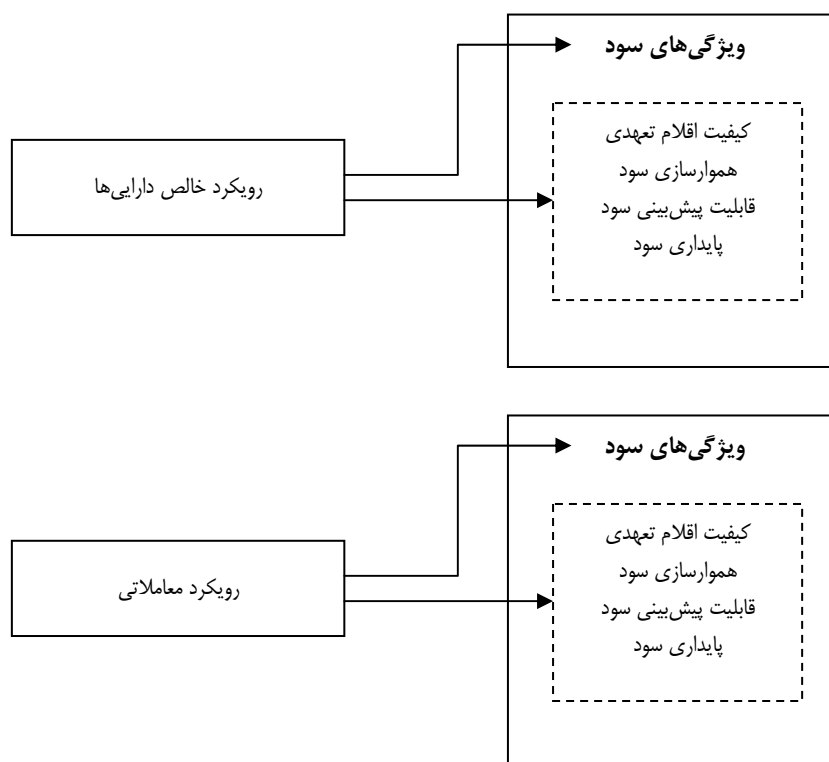 ویژگی‌های سود
کیفیت اقلام تعهدی
هموارسازی سود
قابلیت پیش‌بینی سود
پایداری سود
رویکرد خالص دارایی‌ها
ویژگی‌های سود
کیفیت اقلام تعهدی
هموارسازی سود
قابلیت پیش‌بینی سود
پایداری سود
رویکرد معاملاتی